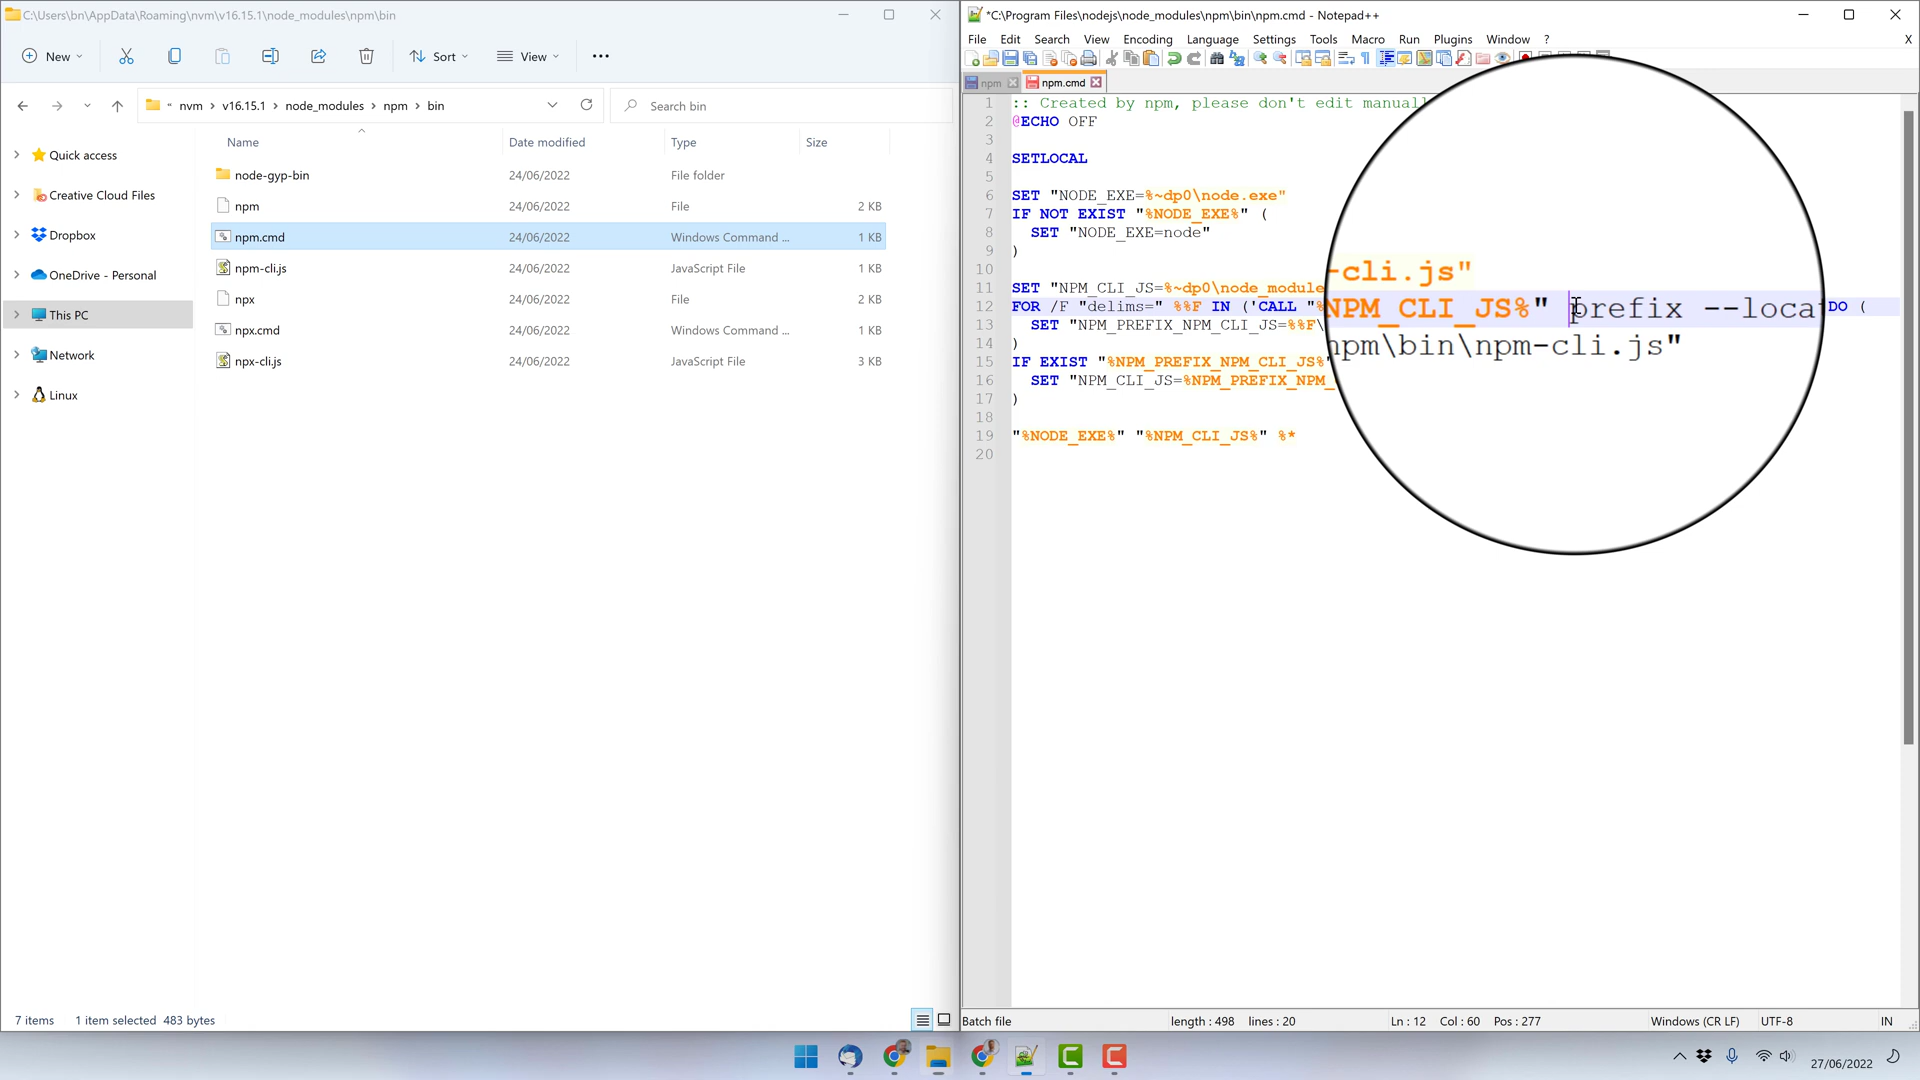 C:\Users\bn\AppData\Roaming\nvm\v16.15.1\node_modules\npm\bin
New
Sort
View
« nvm > v16.15.1 > node_modules > npm > bin
Search bin
Name
Date modified
Type
Size
Quick access
Creative Cloud Files
Dropbox
OneDrive - Personal
This PC
Network
Linux
node-gyp-bin 24/06/2022 File folder
npm 24/06/2022 File 2 KB
npm.cmd 24/06/2022 Windows Command ... 1 KB
npm-cli.js 24/06/2022 JavaScript File 1 KB
npx 24/06/2022 File 2 KB
npx.cmd 24/06/2022 Windows Command ... 1 KB
npx-cli.js 24/06/2022 JavaScript File 3 KB
7 items 1 item selected 483 bytes
*C:\Program Files\nodejs\node_modules\npm\bin\npm.cmd - Notepad++
File Edit Search View Encoding Language Settings Tools Macro Run Plugins Window ?
X
npm
npm.cmd
1 :: Created by npm, please don't edit manuall
2 @ECHO OFF
3
4 SETLOCAL
5
6 SET "NODE_EXE=%~dp0\node.exe"
7 IF NOT EXIST "%NODE_EXE%" (
8 SET "NODE_EXE=node"
9 )
10
11 SET "NPM_CLI_JS=%~dp0\node_module
12 FOR /F "delims=" %%F IN ('CALL "% DO (
13 SET "NPM_PREFIX_NPM_CLI_JS=%%F\
14 )
15 IF EXIST "%NPM_PREFIX_NPM_CLI_JS%"
16 SET "NPM_CLI_JS=%NPM_PREFIX_NPM_
17 )
18
19 "%NODE_EXE%" "%NPM_CLI_JS%" %*
20
-cli.js"
NPM_CLI_JS%" prefix --loca
npm\bin\npm-cli.js"
Batch file length : 498 lines : 20 Ln : 12 Col : 60 Pos : 277 Windows (CR LF) UTF-8 IN
27/06/2022